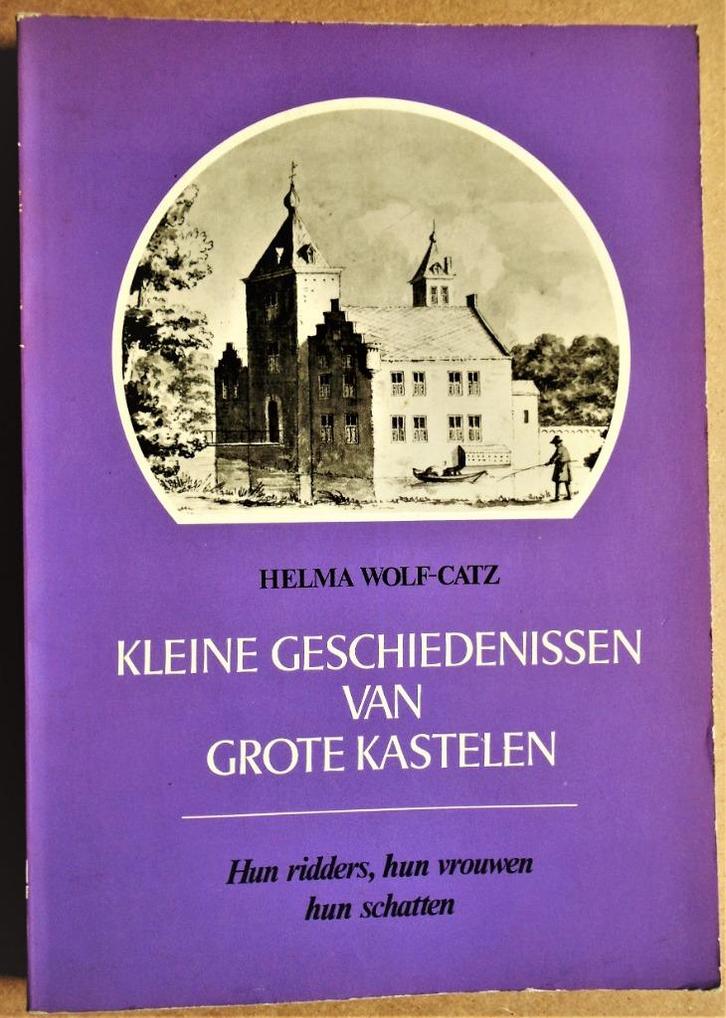 HELMA WOLF-CATZ
KLEINE GESCHIEDENISSEN
VAN
GROTE KASTELEN
Hun ridders, hun vrouwen
hun schatten